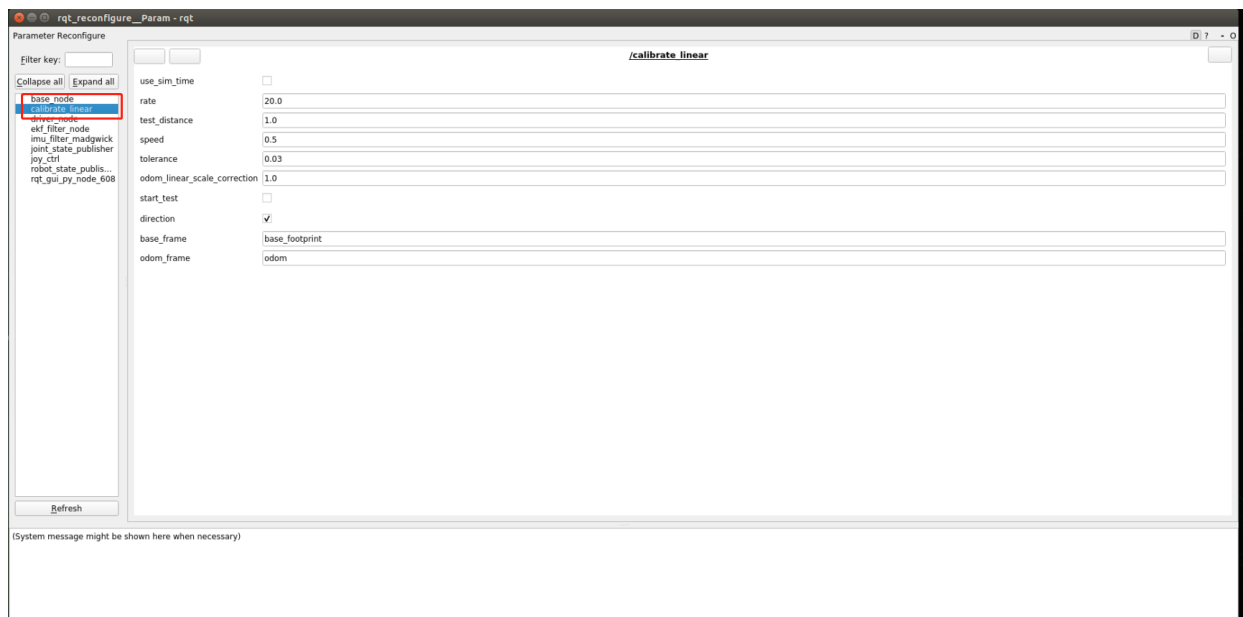 rqt_reconfigure__Param - rqt
Parameter Reconfigure
D ? - O
Filter key:
/calibrate_linear
Collapse all Expand all
base_node
calibrate_linear
driver_node
ekf_filter_node
imu_filter_madgwick
joint_state_publisher
joy_ctrl
robot_state_publis...
rqt_gui_py_node_608
use_sim_time
rate 20.0
test_distance 1.0
speed 0.5
tolerance 0.03
odom_linear_scale_correction 1.0
start_test
direction
base_frame base_footprint
odom_frame odom
Refresh
(System message might be shown here when necessary)